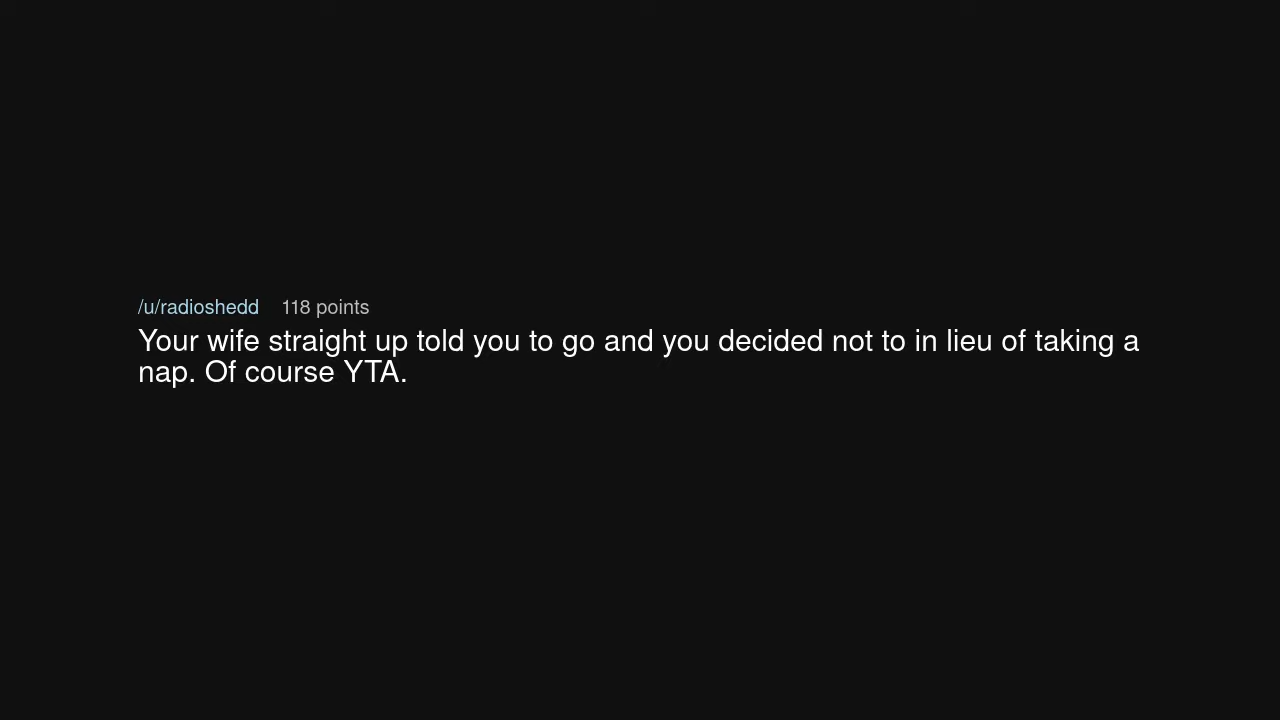 /u/radioshedd 118 points
Your wife straight up told you to go and you decided not to in lieu of taking a
nap. Of course YTA.